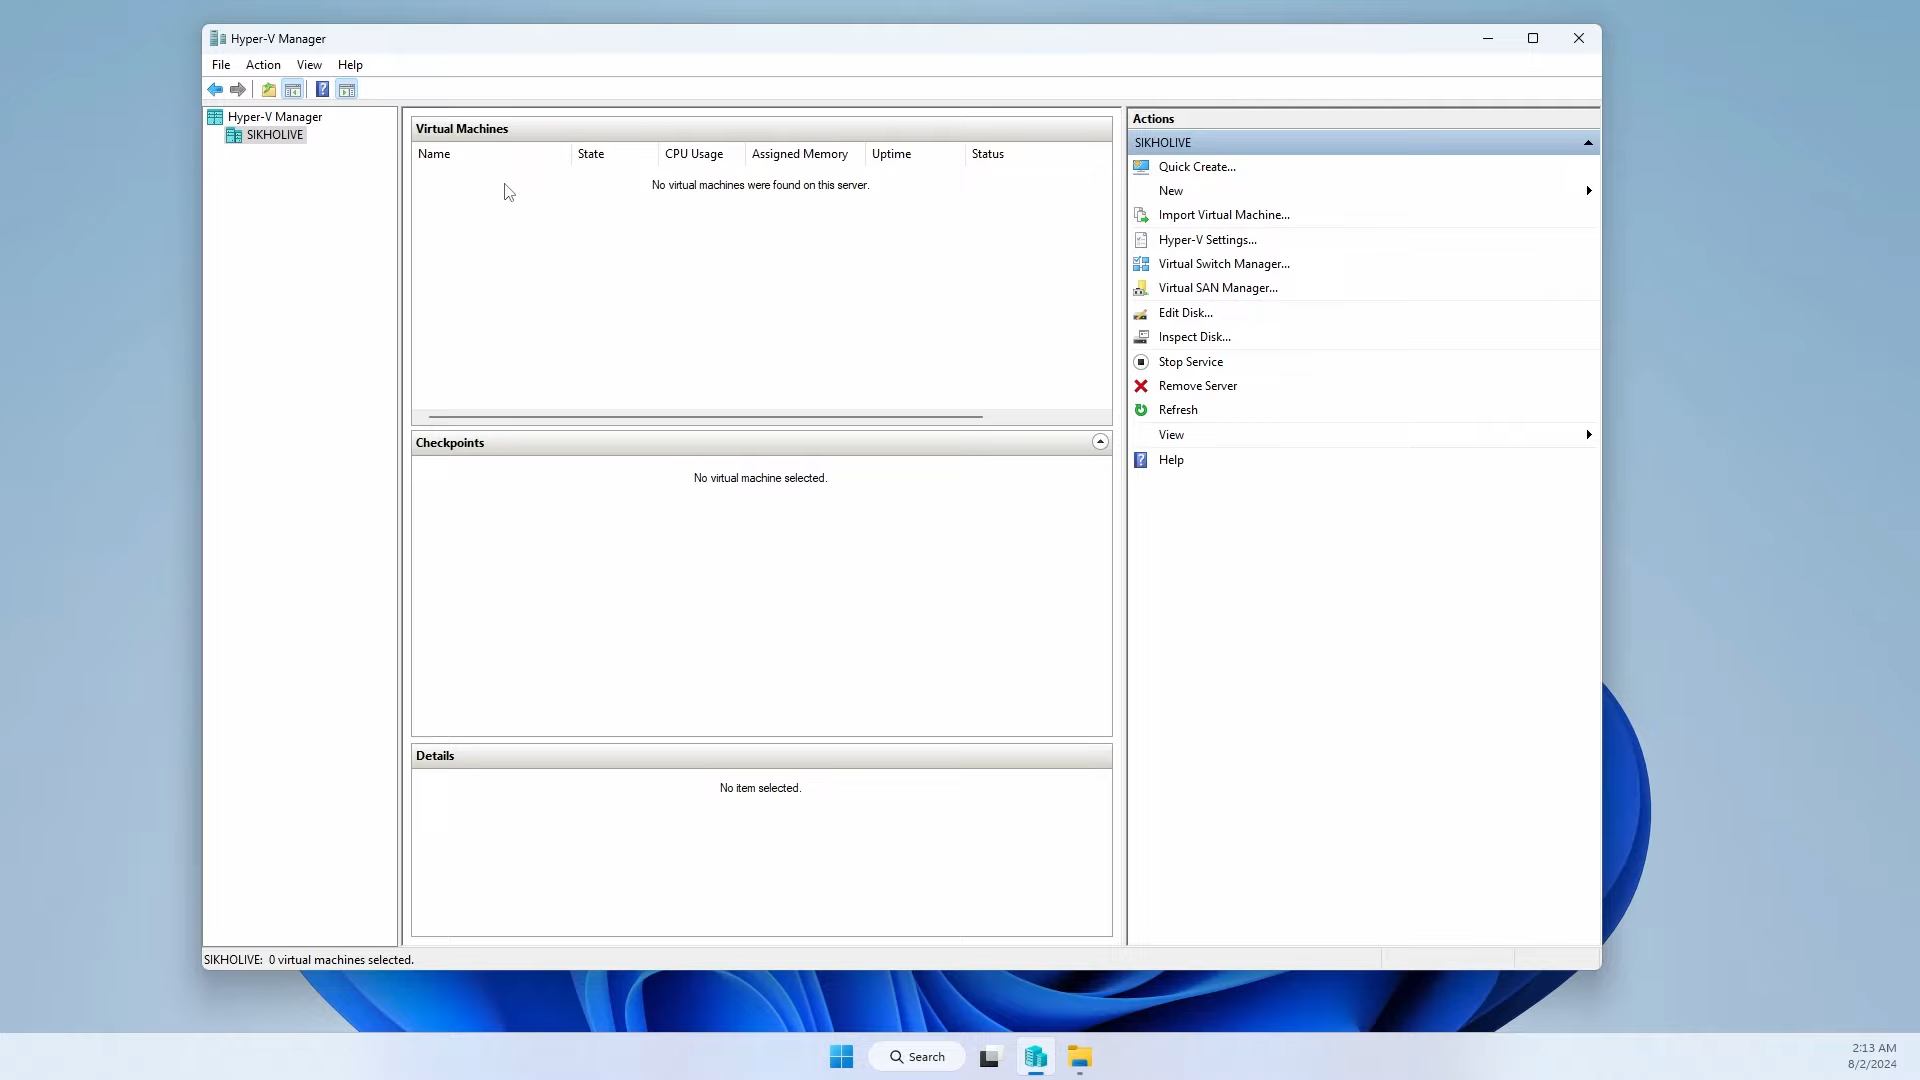 Hyper-V Manager
File Action View Help
Hyper-V Manager
SIKHOLIVE
Virtual Machines
Name State CPU Usage Assigned Memory Uptime Status
No virtual machines were found on this server.
Checkpoints
No virtual machine selected.
Details
No item selected.
Actions
SIKHOLIVE
Quick Create...
New
Import Virtual Machine...
Hyper-V Settings...
Virtual Switch Manager...
Virtual SAN Manager...
Edit Disk...
Inspect Disk...
Stop Service
Remove Server
Refresh
View
Help
SIKHOLIVE: 0 virtual machines selected.
Search
2:13 AM
8/2/2024